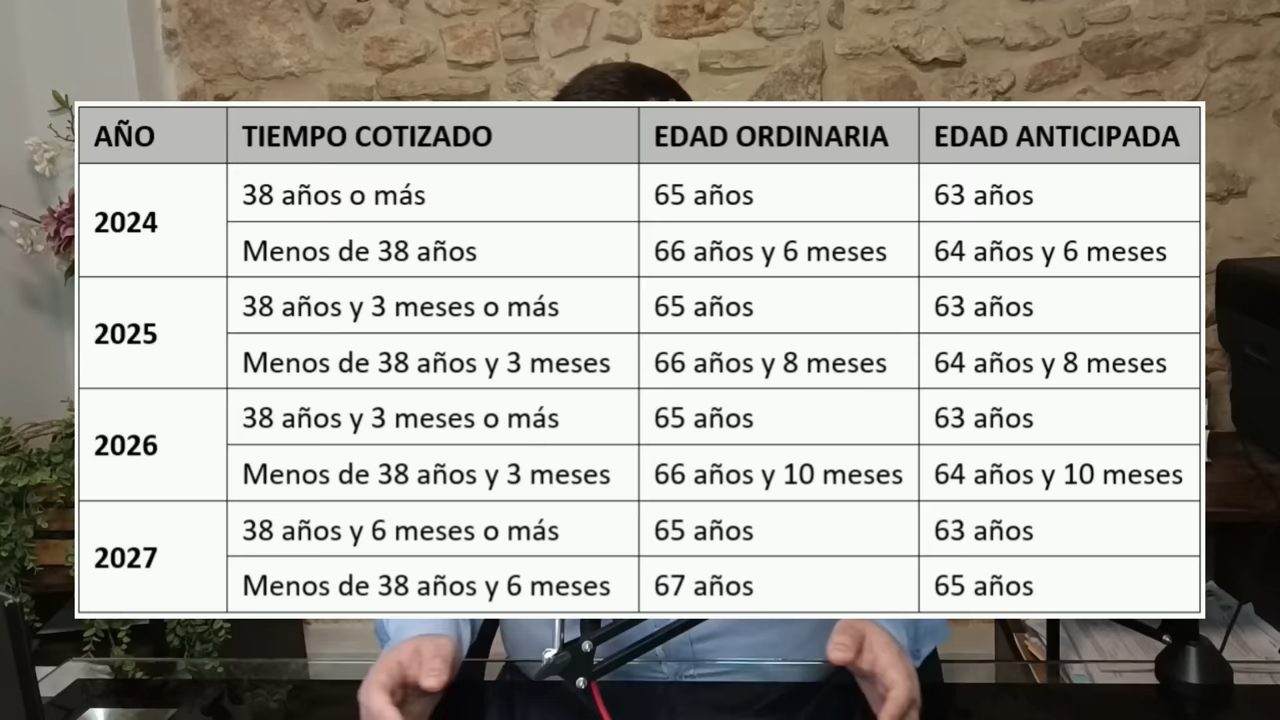 AÑO TIEMPO COTIZADO EDAD ORDINARIA EDAD ANTICIPADA
2024
38 años o más 65 años 63 años
Menos de 38 años 66 años y 6 meses 64 años y 6 meses
2025
38 años y 3 meses o más 65 años 63 años
Menos de 38 años y 3 meses 66 años y 8 meses 64 años y 8 meses
2026
38 años y 3 meses o más 65 años 63 años
Menos de 38 años y 3 meses 66 años y 10 meses 64 años y 10 meses
2027
38 años y 6 meses o más 65 años 63 años
Menos de 38 años y 6 meses 67 años 65 años